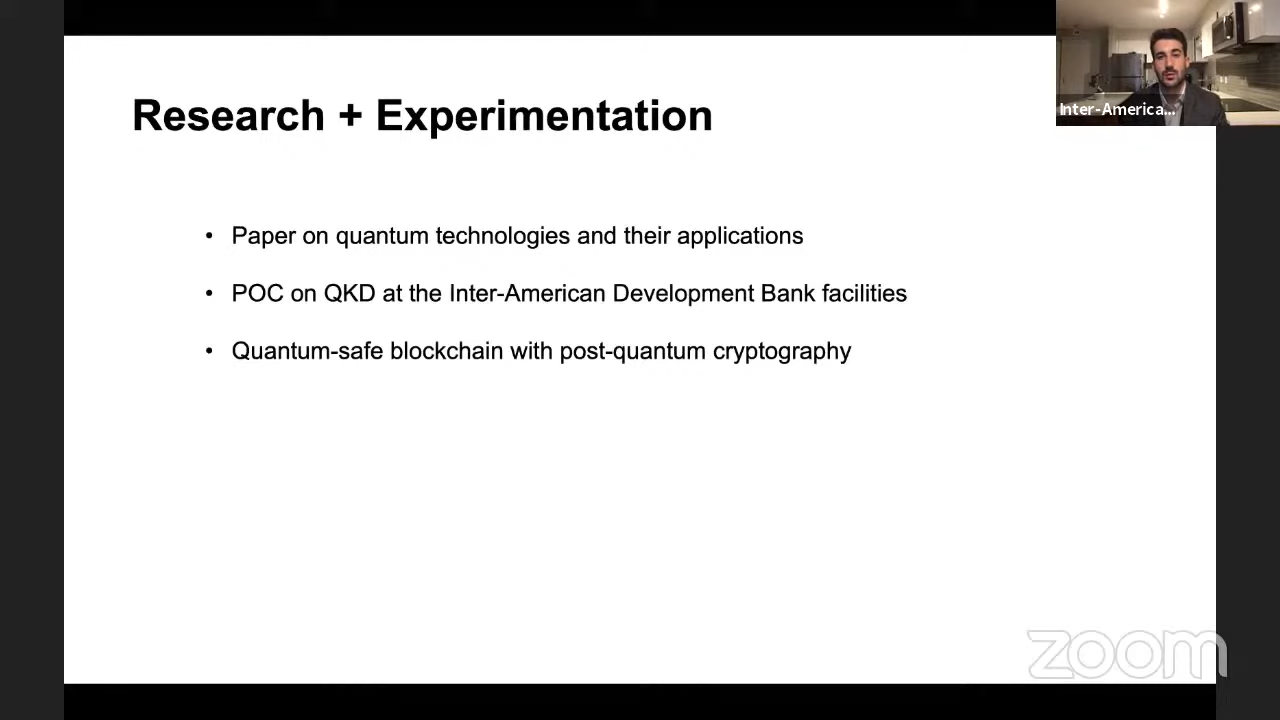 Research + Experimentation
Inter-America...
• Paper on quantum technologies and their applications
• POC on QKD at the Inter-American Development Bank facilities
• Quantum-safe blockchain with post-quantum cryptography
zoom